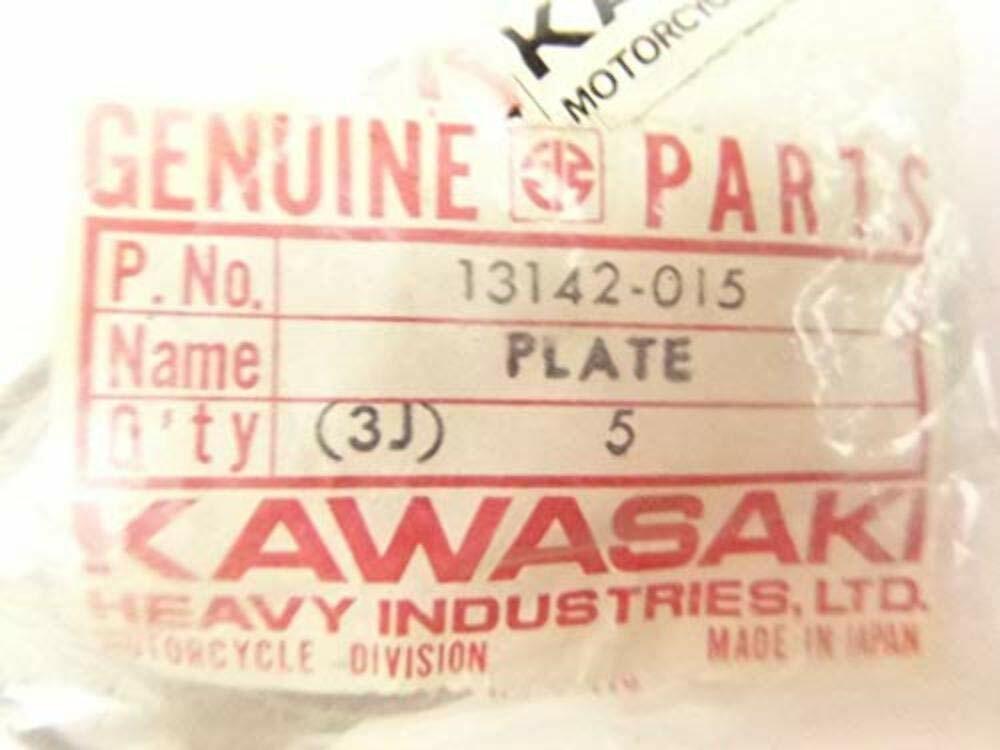 KA
MOTORCYC
GENUINE PARTS
P. No. 13142-015
Name PLATE
Q'ty (3J) 5
KAWASAKI
HEAVY INDUSTRIES, LTD.
MOTORCYCLE DIVISION MADE IN JAPAN